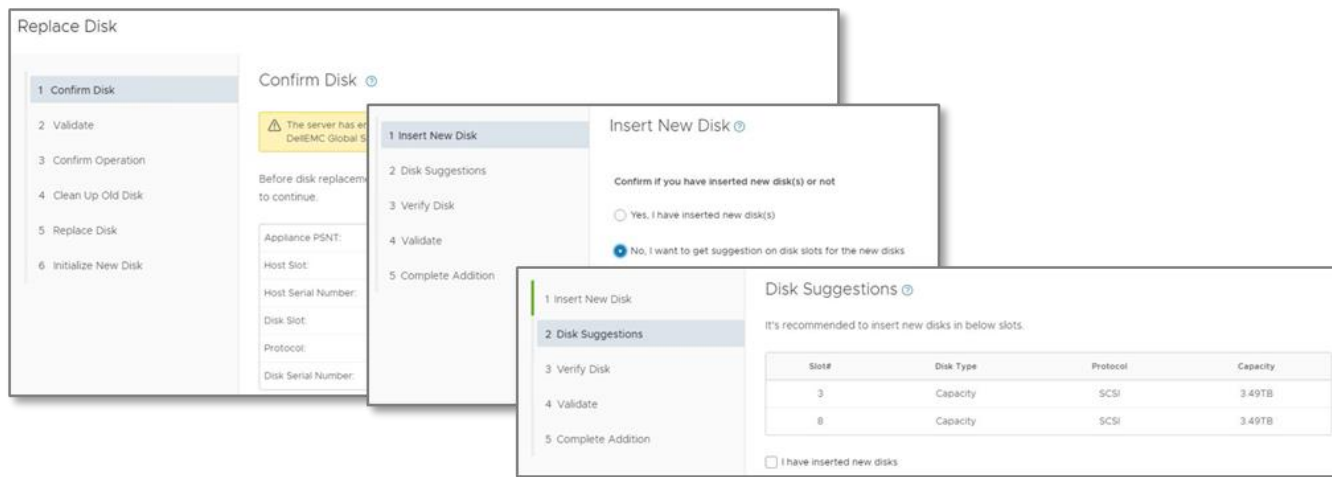 Replace Disk
1 Confirm Disk
2 Validate
3 Confirm Operation
4 Clean Up Old Disk
5 Replace Disk
6 Initialize New Disk
Confirm Disk
The server has
DellEMC Global
Before disk
to continue.
Appliance PSNT:
Host Slot:
Host Serial Number:
Disk Slot:
Protocol:
Disk Serial Number:
1 Insert New Disk
2 Disk Suggestions
3 Verify Disk
4 Validate
5 Complete Addition
Insert New Disk
Confirm if you have inserted new disk(s) or not
Yes, I have inserted new disk(s)
No, I want to get suggestion on disk slots for the new disks
1 Insert New Disk
2 Disk Suggestions
3 Verify Disk
4 Validate
5 Complete Addition
Disk Suggestions
It's recommended to insert new disks in below slots.
Slot# Disk Type Protocol Capacity
3 Capacity SCSI 3.49TB
8 Capacity SCSI 3.49TB
I have inserted new disks